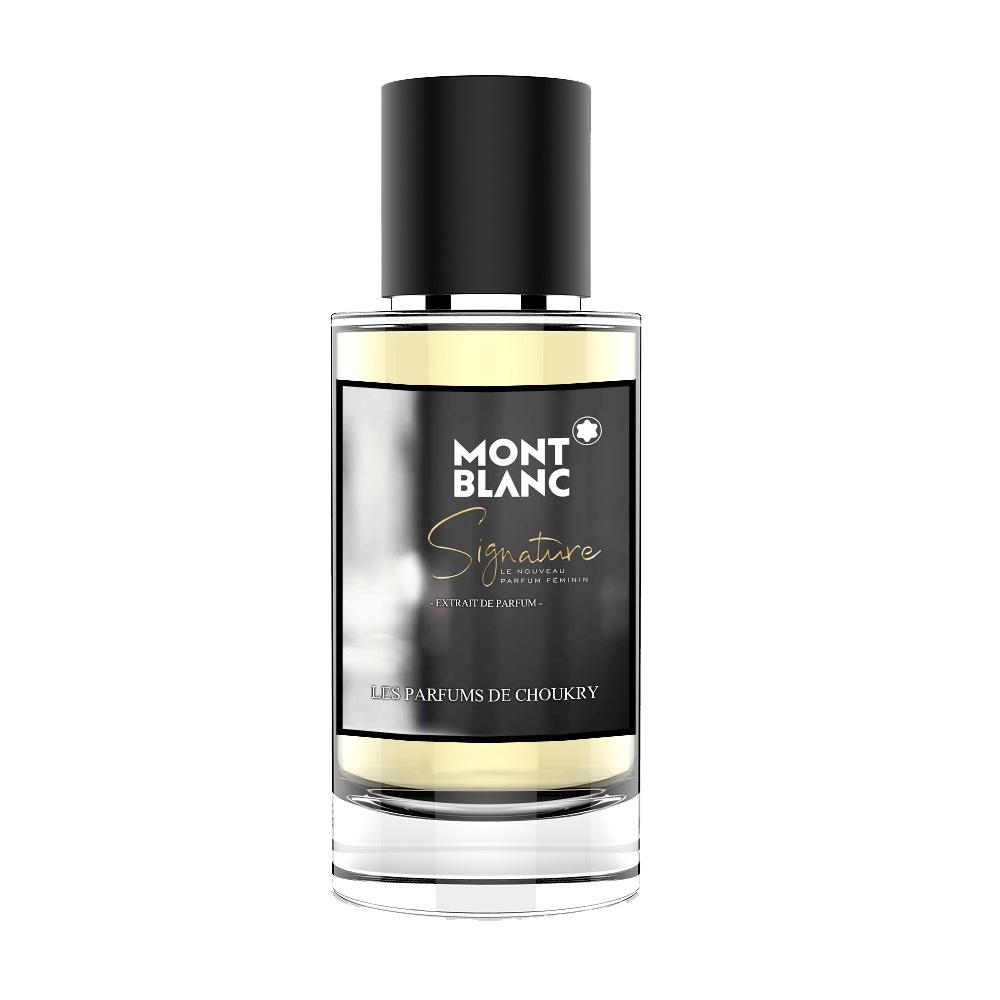 MONT
BLANC
Signature
LE NOUVEAU
PARFUM FÉMININ
- EXTRAIT DE PARFUM -
LES PARFUMS DE CHOUKRY